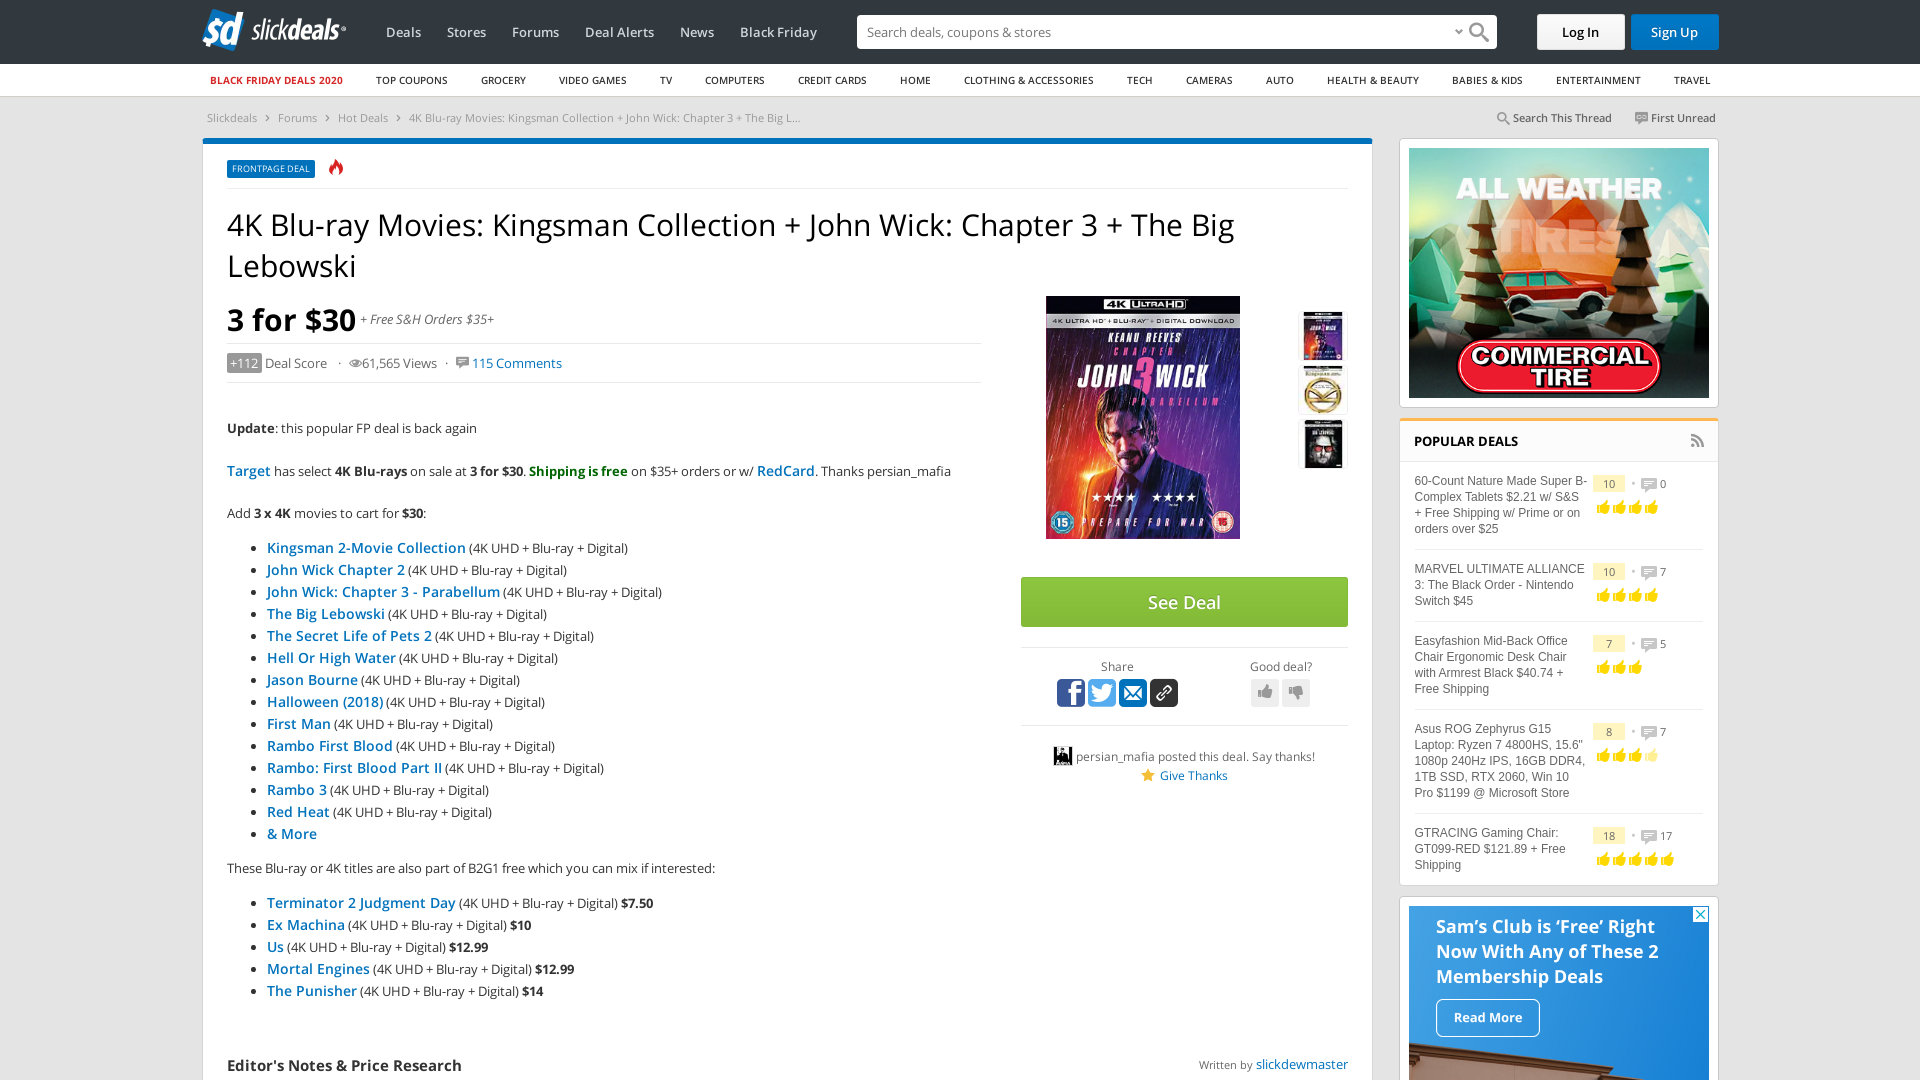 slickdeals
Deals
Stores
Forums
Deal Alerts
News
Black Friday
Search deals, coupons & stores
Log In
Sign Up
BLACK FRIDAY DEALS 2020
TOP COUPONS
GROCERY
VIDEO GAMES
TV
COMPUTERS
CREDIT CARDS
HOME
CLOTHING & ACCESSORIES
TECH
CAMERAS
AUTO
HEALTH & BEAUTY
BABIES & KIDS
ENTERTAINMENT
TRAVEL
Slickdeals › Forums › Hot Deals › 4K Blu-ray Movies: Kingsman Collection + John Wick: Chapter 3 + The Big L...
Search This Thread
First Unread
FRONTPAGE DEAL
4K Blu-ray Movies: Kingsman Collection + John Wick: Chapter 3 + The Big
Lebowski
3 for $30 + Free S&H Orders $35+
+112 Deal Score · 61,565 Views · 115 Comments
Update: this popular FP deal is back again
Target has select 4K Blu-rays on sale at 3 for $30. Shipping is free on $35+ orders or w/ RedCard. Thanks persian_mafia
Add 3 x 4K movies to cart for $30:
Kingsman 2-Movie Collection (4K UHD + Blu-ray + Digital)
John Wick Chapter 2 (4K UHD + Blu-ray + Digital)
John Wick: Chapter 3 - Parabellum (4K UHD + Blu-ray + Digital)
The Big Lebowski (4K UHD + Blu-ray + Digital)
The Secret Life of Pets 2 (4K UHD + Blu-ray + Digital)
Hell Or High Water (4K UHD + Blu-ray + Digital)
Jason Bourne (4K UHD + Blu-ray + Digital)
Halloween (2018) (4K UHD + Blu-ray + Digital)
First Man (4K UHD + Blu-ray + Digital)
Rambo First Blood (4K UHD + Blu-ray + Digital)
Rambo: First Blood Part II (4K UHD + Blu-ray + Digital)
Rambo 3 (4K UHD + Blu-ray + Digital)
Red Heat (4K UHD + Blu-ray + Digital)
& More
These Blu-ray or 4K titles are also part of B2G1 free which you can mix if interested:
Terminator 2 Judgment Day (4K UHD + Blu-ray + Digital) $7.50
Ex Machina (4K UHD + Blu-ray + Digital) $10
Us (4K UHD + Blu-ray + Digital) $12.99
Mortal Engines (4K UHD + Blu-ray + Digital) $12.99
The Punisher (4K UHD + Blu-ray + Digital) $14
Editor's Notes & Price Research
Written by slickdewmaster
4K ULTRAHD
4K ULTRA HD + BLU-RAY + DIGITAL DOWNLOAD
KEANU REEVES
CHAPTER
JOHN 3 WICK
PARABELLUM
★★★★ ★★★★
15 PREPARE FOR WAR 15
See Deal
Share
Good deal?
persian_mafia posted this deal. Say thanks!
Give Thanks
ALL WEATHER
TIRES
COMMERCIAL
TIRE
POPULAR DEALS
60-Count Nature Made Super B-
Complex Tablets $2.21 w/ S&S
+ Free Shipping w/ Prime or on
orders over $25
10 • 0
MARVEL ULTIMATE ALLIANCE
3: The Black Order - Nintendo
Switch $45
10 • 7
Easyfashion Mid-Back Office
Chair Ergonomic Desk Chair
with Armrest Black $40.74 +
Free Shipping
7 • 5
Asus ROG Zephyrus G15
Laptop: Ryzen 7 4800HS, 15.6"
1080p 240Hz IPS, 16GB DDR4,
1TB SSD, RTX 2060, Win 10
Pro $1199 @ Microsoft Store
8 • 7
GTRACING Gaming Chair:
GT099-RED $121.89 + Free
Shipping
18 • 17
Sam's Club is 'Free' Right
Now With Any of These 2
Membership Deals
Read More